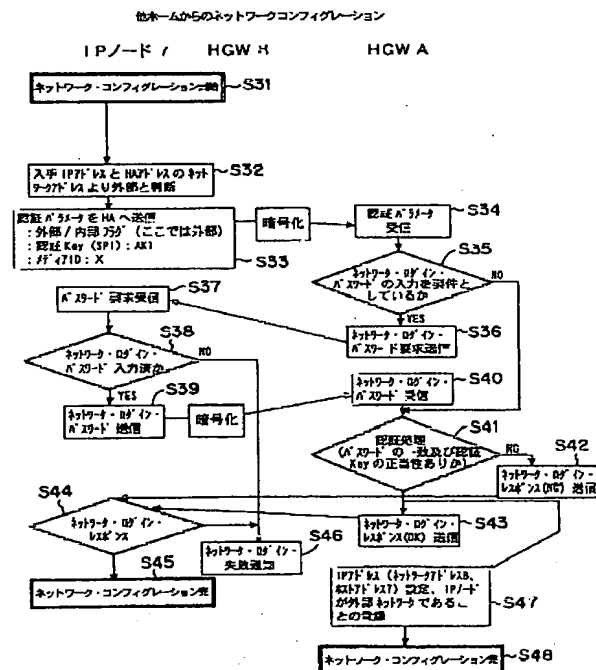 他ホームからのネットワークコンフィグレーション
IPノード 7
HGW B
HGW A
ネットワーク・コンフィグレーション開始
S31
入手IPアドレスとHAアドレスのネッ
トワークアドレスより外部と判断
S32
認証パラメータをHAへ送信
:外部/内部フラグ(ここでは外部)
:認証Key (SPI):AK1
:メディアID:X
S33
暗号化
認証パラメータ
受信
S34
ネットワーク・ログイン・
パスワードの入力を要件と
しているか
S35
NO
YES
ネットワーク・ログイン・
パスワード要求送信
S36
パスワード要求受信
S37
ネットワーク・ログイン・
パスワード入力済か
S38
NO
YES
ネットワーク・ログイン・
パスワード送信
S39
暗号化
ネットワーク・ログイン・
パスワード受信
S40
認証処理
(パスワードの一致及び認証
Keyの正当性ありか)
S41
NG
ネットワーク・ログイン・
レスポンス(NG)送信
S42
ネットワーク・ログイン・
レスポンス(OK)送信
S43
ネットワーク・ログイン・
レスポンス
S44
ネットワーク・コンフィグレーション完
S45
ネットワーク・ログイン・
失敗通知
S46
IPアドレス(ネットワークアドレスB、
ホストアドレス7)設定、IPノード
が外部ネットワークであるこ
との登録
S47
ネットワーク・コンフィグレーション完
S48